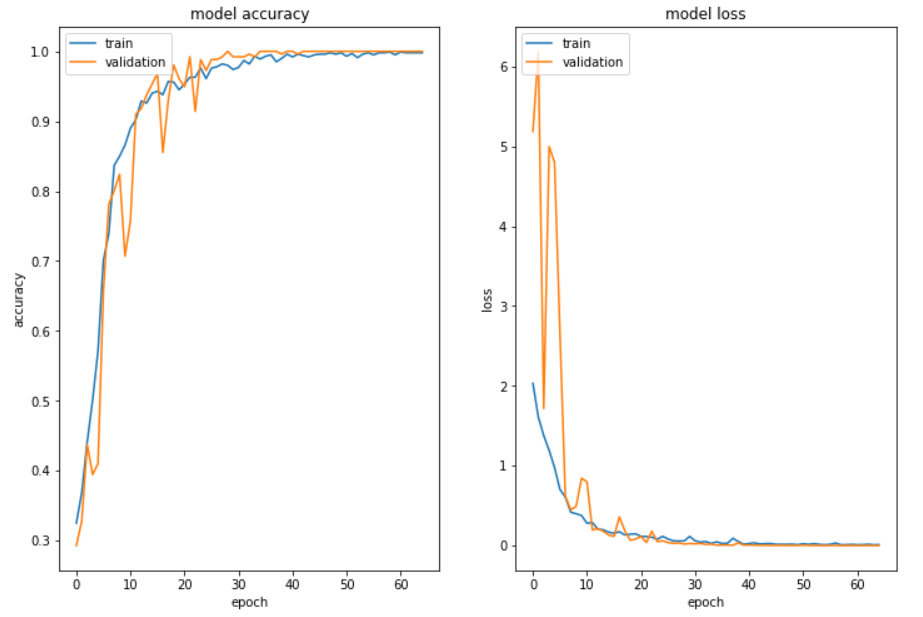 model accuracy
train
validation
1.0
0.9
0.8
0.7
0.6
0.5
0.4
0.3
accuracy
0 10 20 30 40 50 60
epoch
model loss
train
validation
6
5
4
3
2
1
0
loss
0 10 20 30 40 50 60
epoch